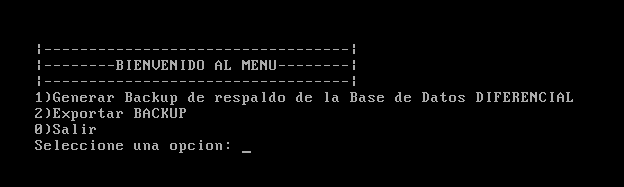 ¦----------------------------------¦
¦--------BIENVENIDO AL MENU--------¦
¦----------------------------------¦
1)Generar Backup de respaldo de la Base de Datos DIFERENCIAL
2)Exportar BACKUP
0)Salir
Seleccione una opcion: _